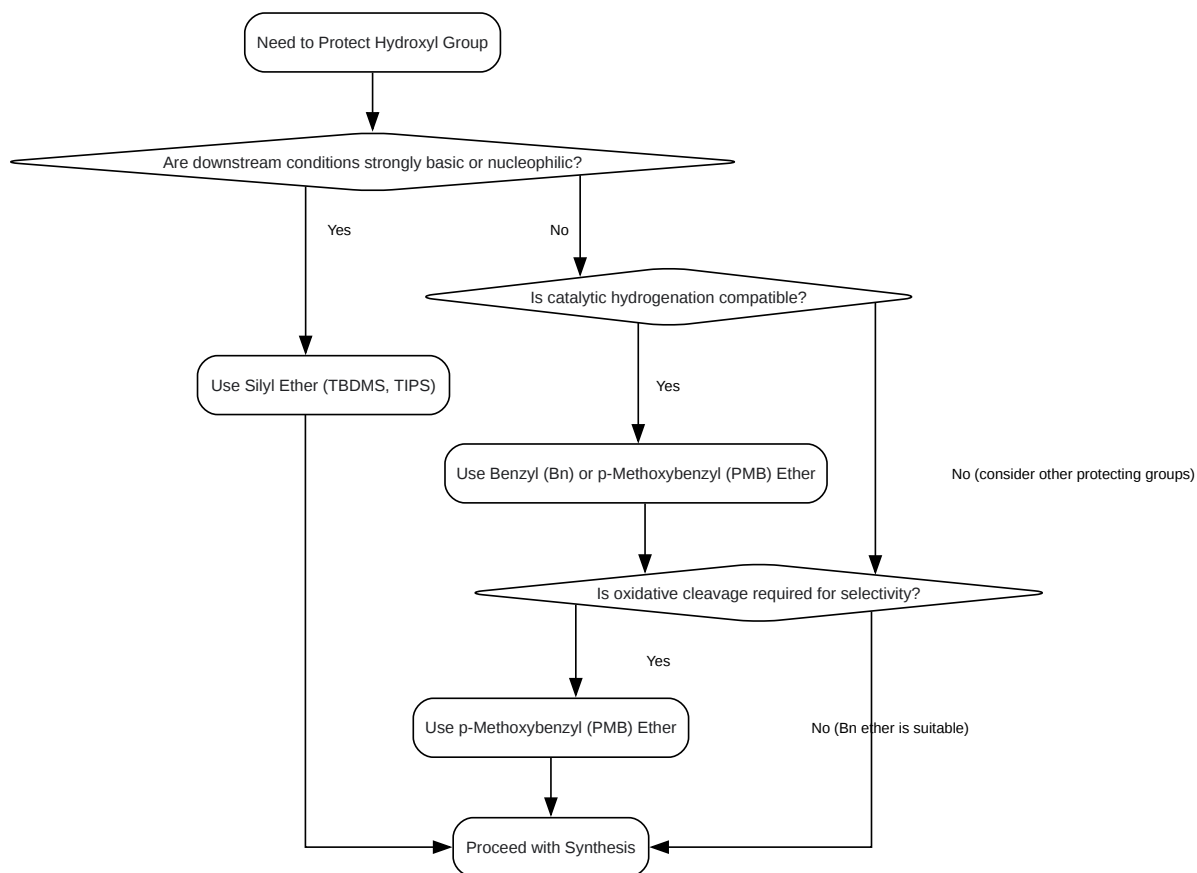 Need to Protect Hydroxyl Group
Are downstream conditions strongly basic or nucleophilic?
Yes
No
Is catalytic hydrogenation compatible?
Use Silyl Ether (TBDMS, TIPS)
Yes
Use Benzyl (Bn) or p-Methoxybenzyl (PMB) Ether
No (consider other protecting groups)
Is oxidative cleavage required for selectivity?
Yes
Use p-Methoxybenzyl (PMB) Ether
No (Bn ether is suitable)
Proceed with Synthesis